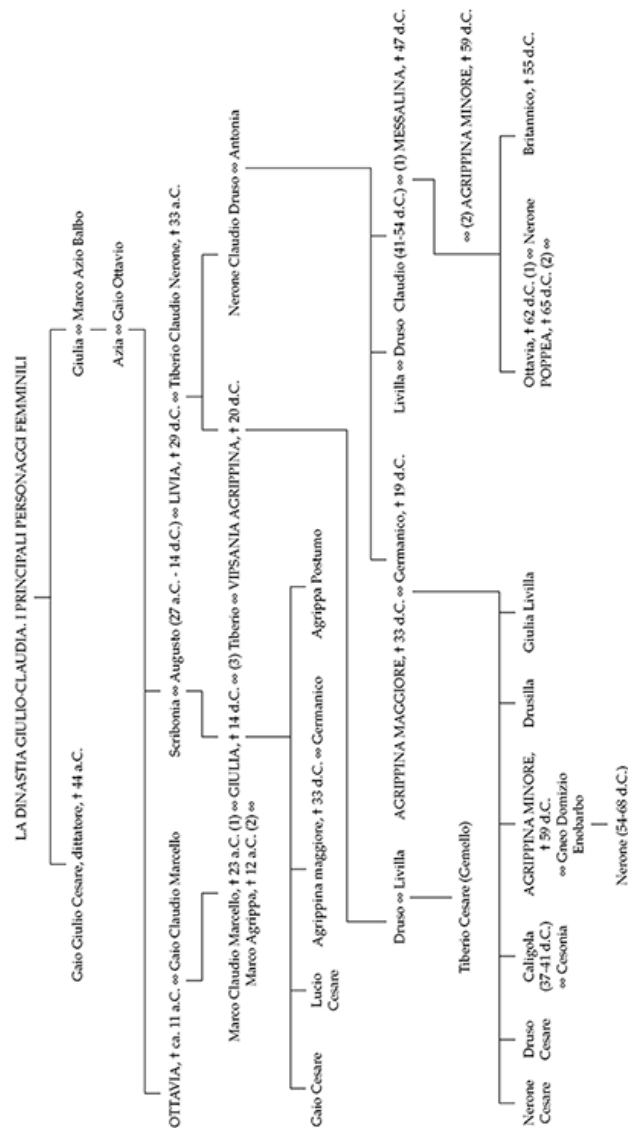 LA DINASTIA GIULIO-CLAUDIA. I PRINCIPALI PERSONAGGI FEMMINILI
Gaio Giulio Cesare, dittatore, † 44 a.C.
Giulia ∞ Marco Azio Balbo
Azia ∞ Gaio Ottavio
OTTAVIA, † ca. 11 a.C. ∞ Gaio Claudio Marcello
Scribonia ∞ Augusto (27 a.C. - 14 d.C.) ∞ LIVIA, † 29 d.C. ∞ Tiberio Claudio Nerone, † 33 a.C.
Marco Claudio Marcello, † 23 a.C. (1) ∞ GIULIA, † 14 d.C. ∞ (3) Tiberio ∞ VIPSANIA AGRIPPINA, † 20 d.C.
Marco Agrippa, † 12 a.C. (2) ∞
Nerone Claudio Druso ∞ Antonia
Gaio Cesare
Lucio
Cesare
Agrippina maggiore, † 33 d.C. ∞ Germanico
Agrippa Postumo
Druso ∞ Livilla
AGRIPPINA MAGGIORE, † 33 d.C. ∞ Germanico, † 19 d.C.
Livilla ∞ Druso
Claudio (41-54 d.C.) ∞ (1) MESSALINA, † 47 d.C.
∞ (2) AGRIPPINA MINORE, † 59 d.C.
Tiberio Cesare (Gemello)
Nerone
Cesare
Druso
Cesare
Caligola
(37-41 d.C.)
∞ Cesonia
AGRIPPINA MINORE,
† 59 d.C.
∞ Gneo Domizio
Enobarbo
Drusilla
Giulia Livilla
Ottavia, † 62 d.C. (1) ∞ Nerone
POPPEA, † 65 d.C. (2) ∞
Britannico, † 55 d.C.
Nerone (54-68 d.C.)